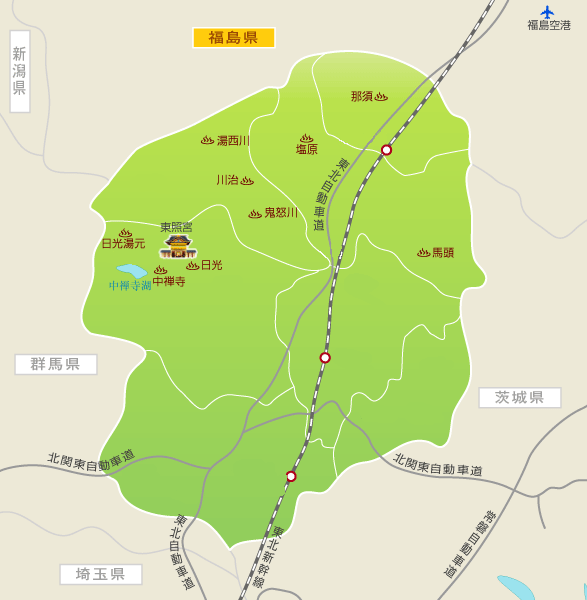 福島空港
福島県
新潟県
那須
湯西川
塩原
東北自動車道
川治
鬼怒川
東照宮
日光湯元
馬頭
日光
中禅寺
中禅寺湖
群馬県
茨城県
北関東自動車道
北関東自動車道
常磐自動車道
東北自動車道
東北新幹線
埼玉県